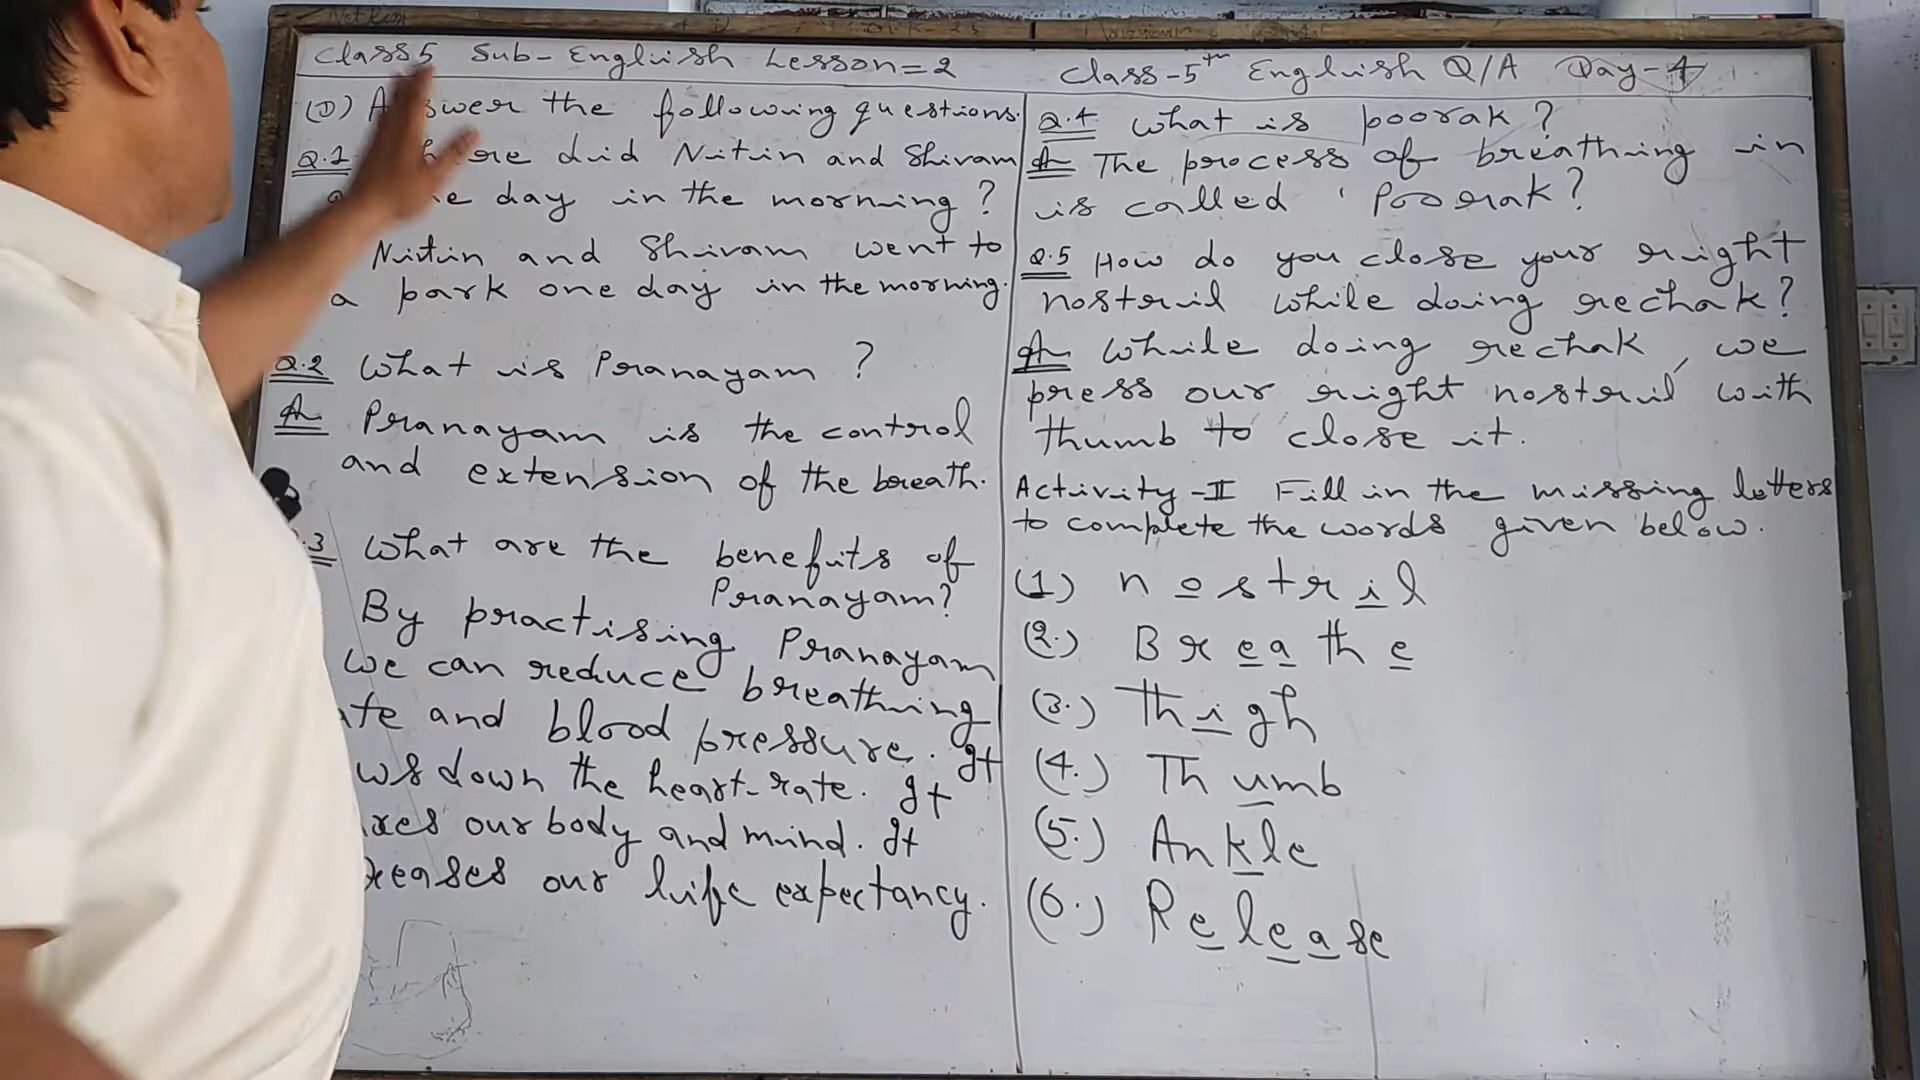 Class 5 Sub-English Lesson=2
(D) Answer the following questions.
Q.1 Where did Nitin and Shivam
day in the morning?
Nitin and Shivam went to
a park one day in the morning.
Q.2 What is Pranayam?
A Pranayam is the control
and extension of the breath.
.3 What are the benefits of
Pranayam?
By practising Pranayam
we can reduce breathing
and blood pressure. It
down the heart-rate. It
our body and mind. It
our life expectancy.
Class-5th English Q/A Day-4
Q.4 What is poorak?
A The process of breathing in
is called 'Poorak?
Q.5 How do you close your right
nostril while doing rechak?
A While doing rechak, we
press our right nostril with
thumb to close it.
Activity-II Fill in the missing letters
to complete the words given below.
(1) nostril
(2.) Breathe
(3.) Thigh
(4.) Thumb
(5.) Ankle
(6.) Release